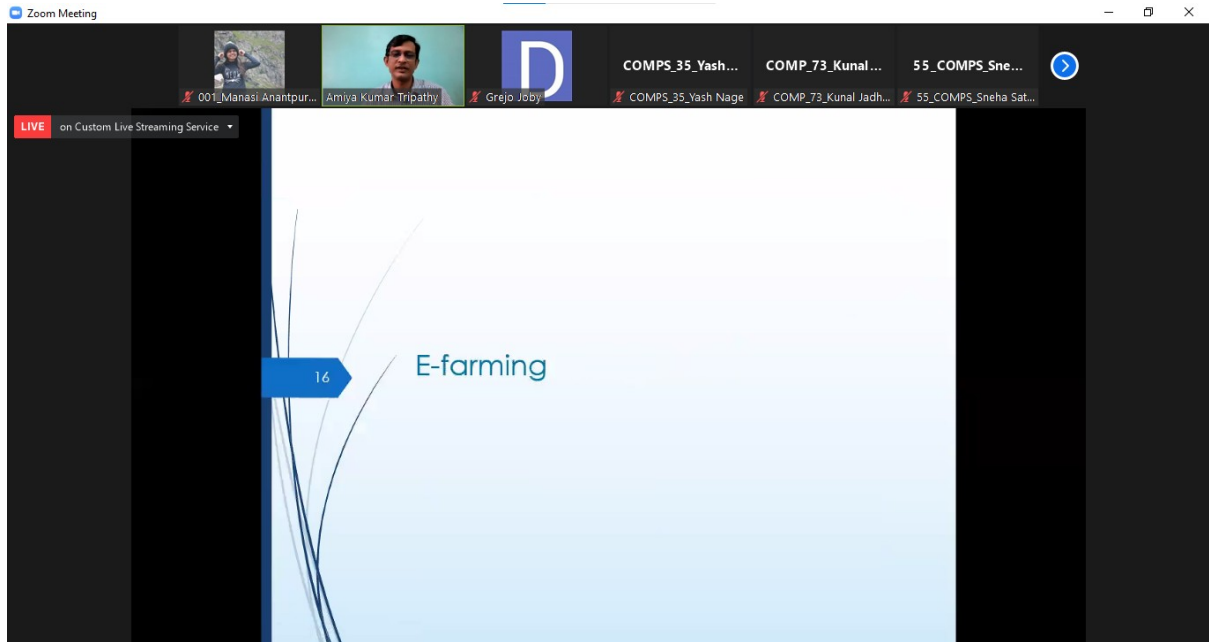 Zoom Meeting
D
COMPS_35_Yash...
COMP_73_Kunal...
55_COMPS_Sne...
001_Manasi Anantpur...
Amiya Kumar Tripathy
Grejo Joby
COMPS_35_Yash Nage
COMP_73_Kunal Jadh...
55_COMPS_Sneha Sat...
LIVE on Custom Live Streaming Service
E-farming
16